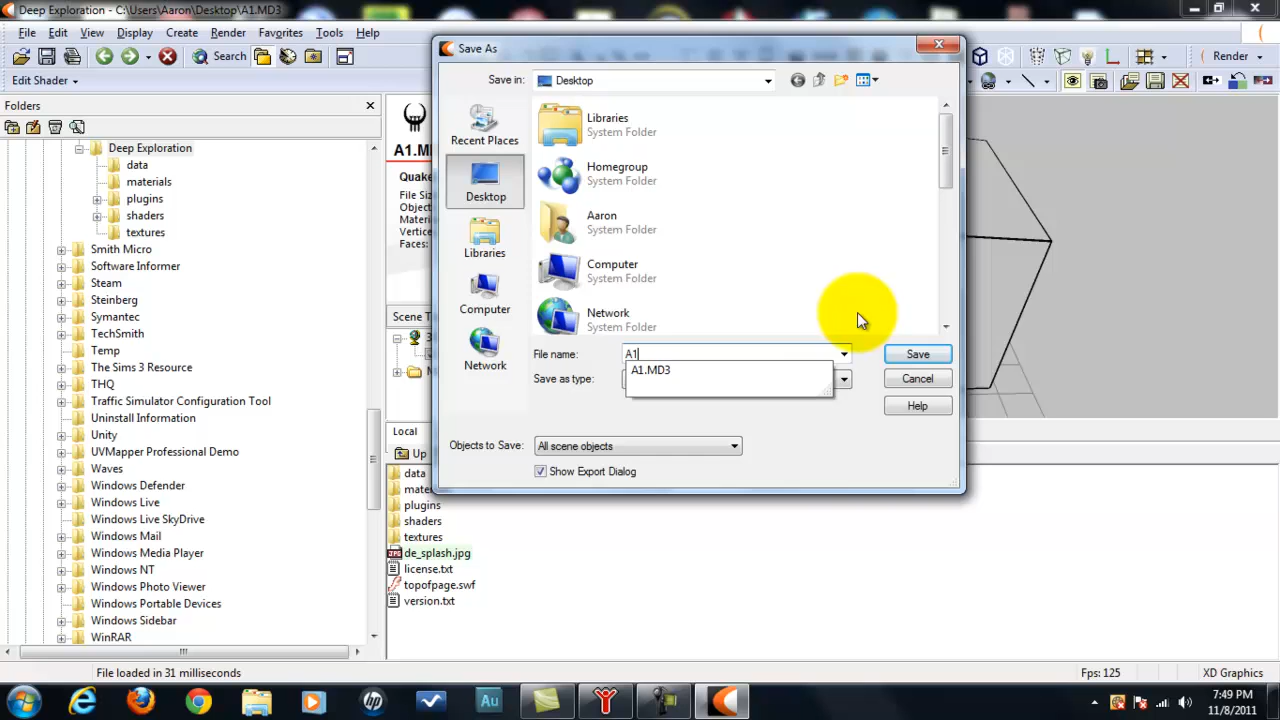 Deep Exploration - C:\Users\Aaron\Desktop\A1.MD3
File Edit View Display Create Render Favorites Tools Help
Search
Render
Edit Shader
Folders
Deep Exploration
data
materials
plugins
shaders
textures
Smith Micro
Software Informer
Steam
Steinberg
Symantec
TechSmith
Temp
The Sims 3 Resource
THQ
Traffic Simulator Configuration Tool
Uninstall Information
Unity
UVMapper Professional Demo
Waves
Windows Defender
Windows Live
Windows Live SkyDrive
Windows Mail
Windows Media Player
Windows NT
Windows Photo Viewer
Windows Portable Devices
Windows Sidebar
WinRAR
A1.MD
Quake
File Size
Object
Materi
Vertice
Faces:
Scene T
Local
Up
data
mate
plugins
shaders
textures
de_splash.jpg
license.txt
topofpage.swf
version.txt
Save As
Save in: Desktop
Recent Places
Desktop
Libraries
Computer
Network
Libraries
System Folder
Homegroup
System Folder
Aaron
System Folder
Computer
System Folder
Network
System Folder
File name: A1
A1.MD3
Save as type:
Save
Cancel
Help
Objects to Save: All scene objects
Show Export Dialog
File loaded in 31 milliseconds
Fps: 125
XD Graphics
Au
7:49 PM
11/8/2011